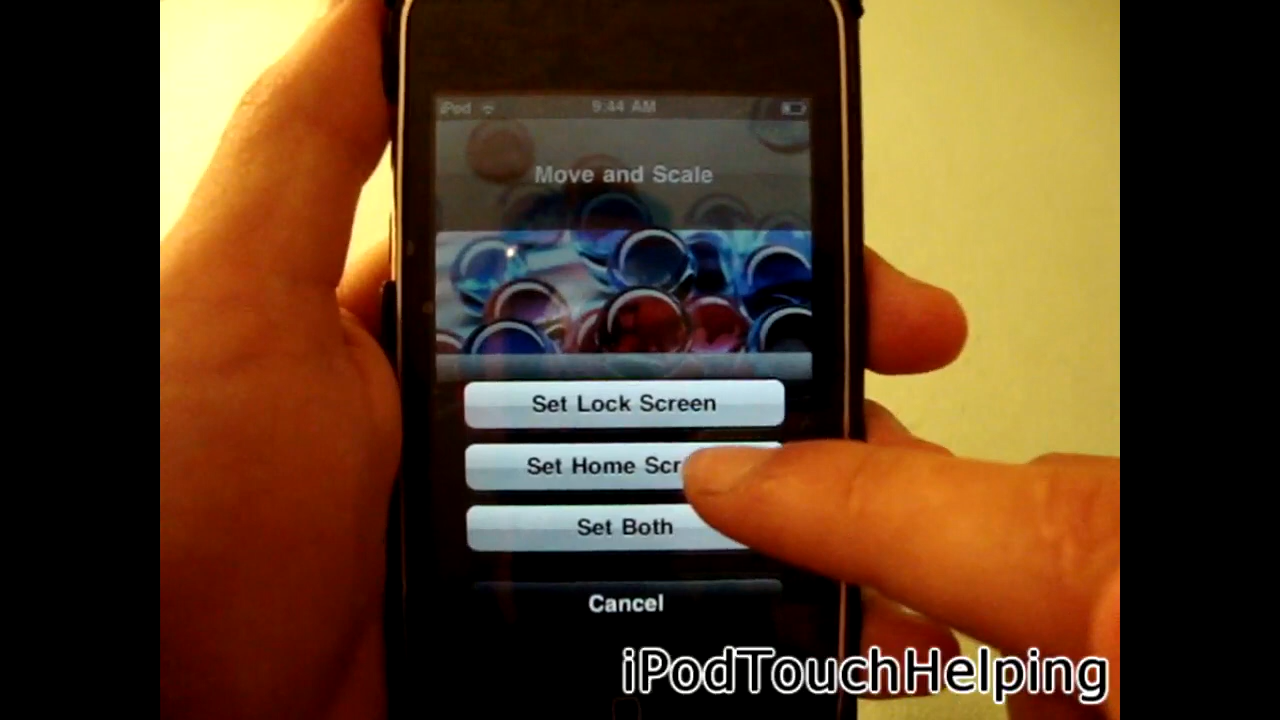 iPod 9:44 AM
Move and Scale
Set Lock Screen
Set Home Scr
Set Both
Cancel
iPodTouchHelping